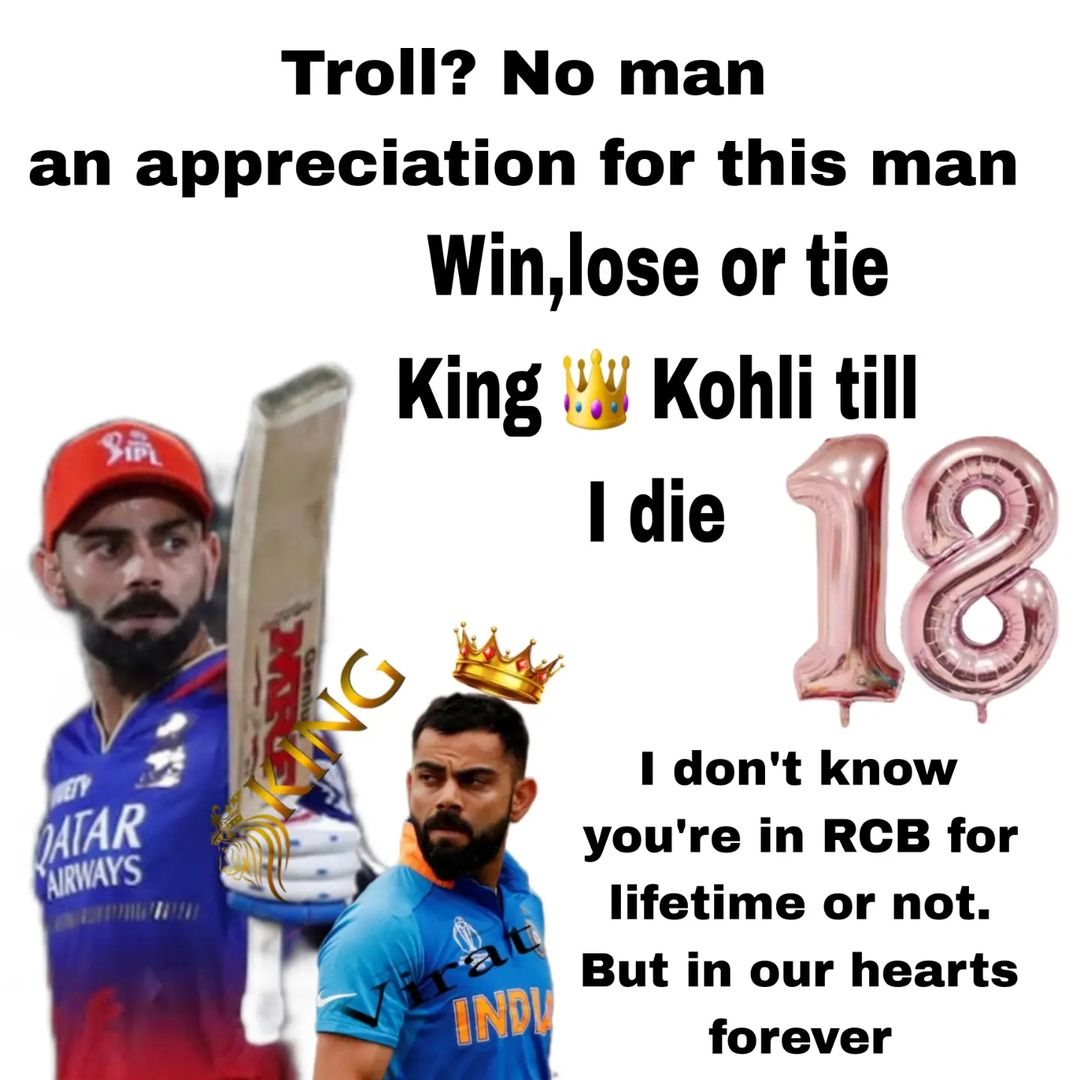 Troll? No man
an appreciation for this man
Win,lose or tie
King 👑 Kohli till
I die
18
IPL
MRF
KING
QATAR
AIRWAYS
Virat
INDIA
I don't know
you're in RCB for
lifetime or not.
But in our hearts
forever